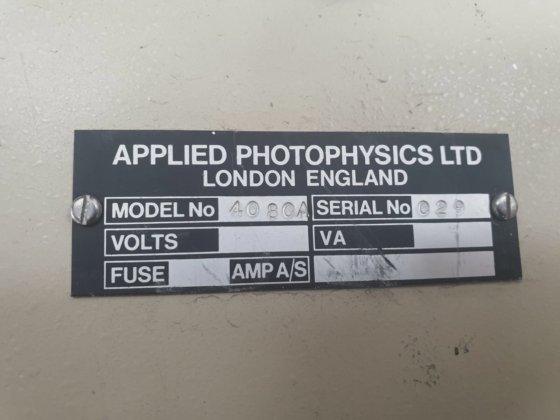 APPLIED PHOTOPHYSICS LTD
LONDON ENGLAND
MODEL No 4080A SERIAL No 029
VOLTS VA
FUSE AMP A/S